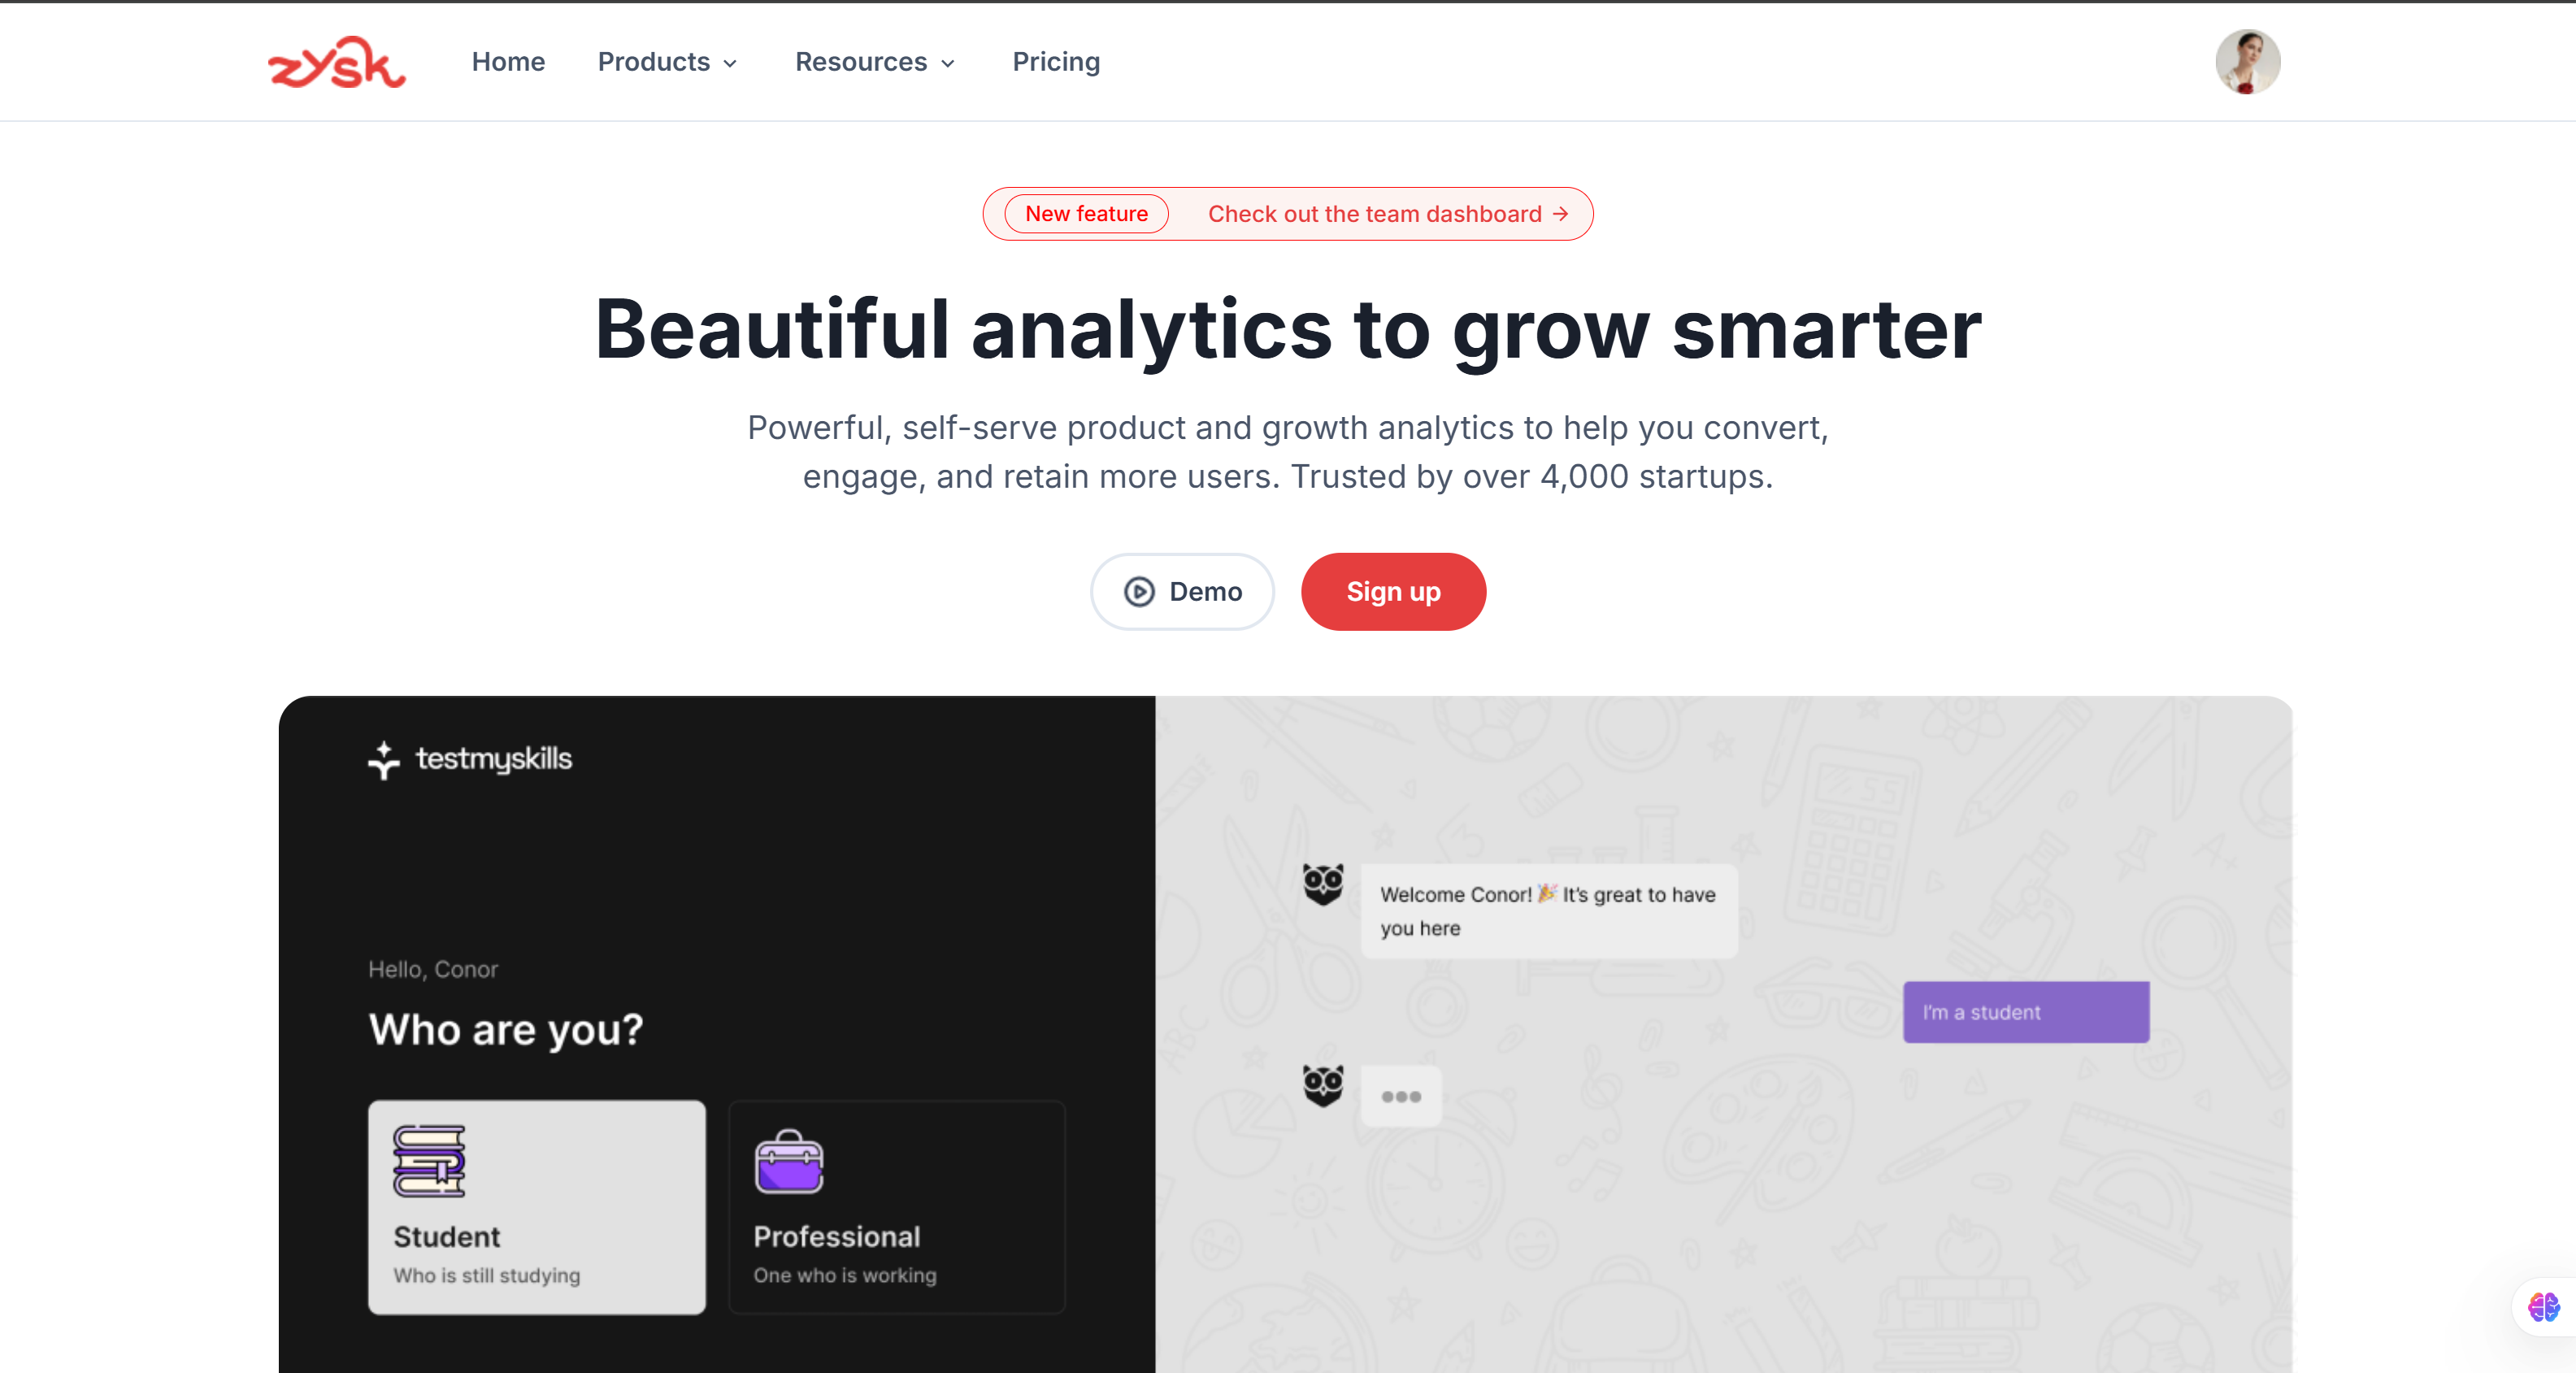 zysk
Home
Products
Resources
Pricing
New feature
Check out the team dashboard →
Beautiful analytics to grow smarter
Powerful, self-serve product and growth analytics to help you convert,
engage, and retain more users. Trusted by over 4,000 startups.
Demo
Sign up
testmyskills
Hello, Conor
Who are you?
Student
Who is still studying
Professional
One who is working
Welcome Conor! 🎉 It's great to have
you here
I'm a student
ABC
A+